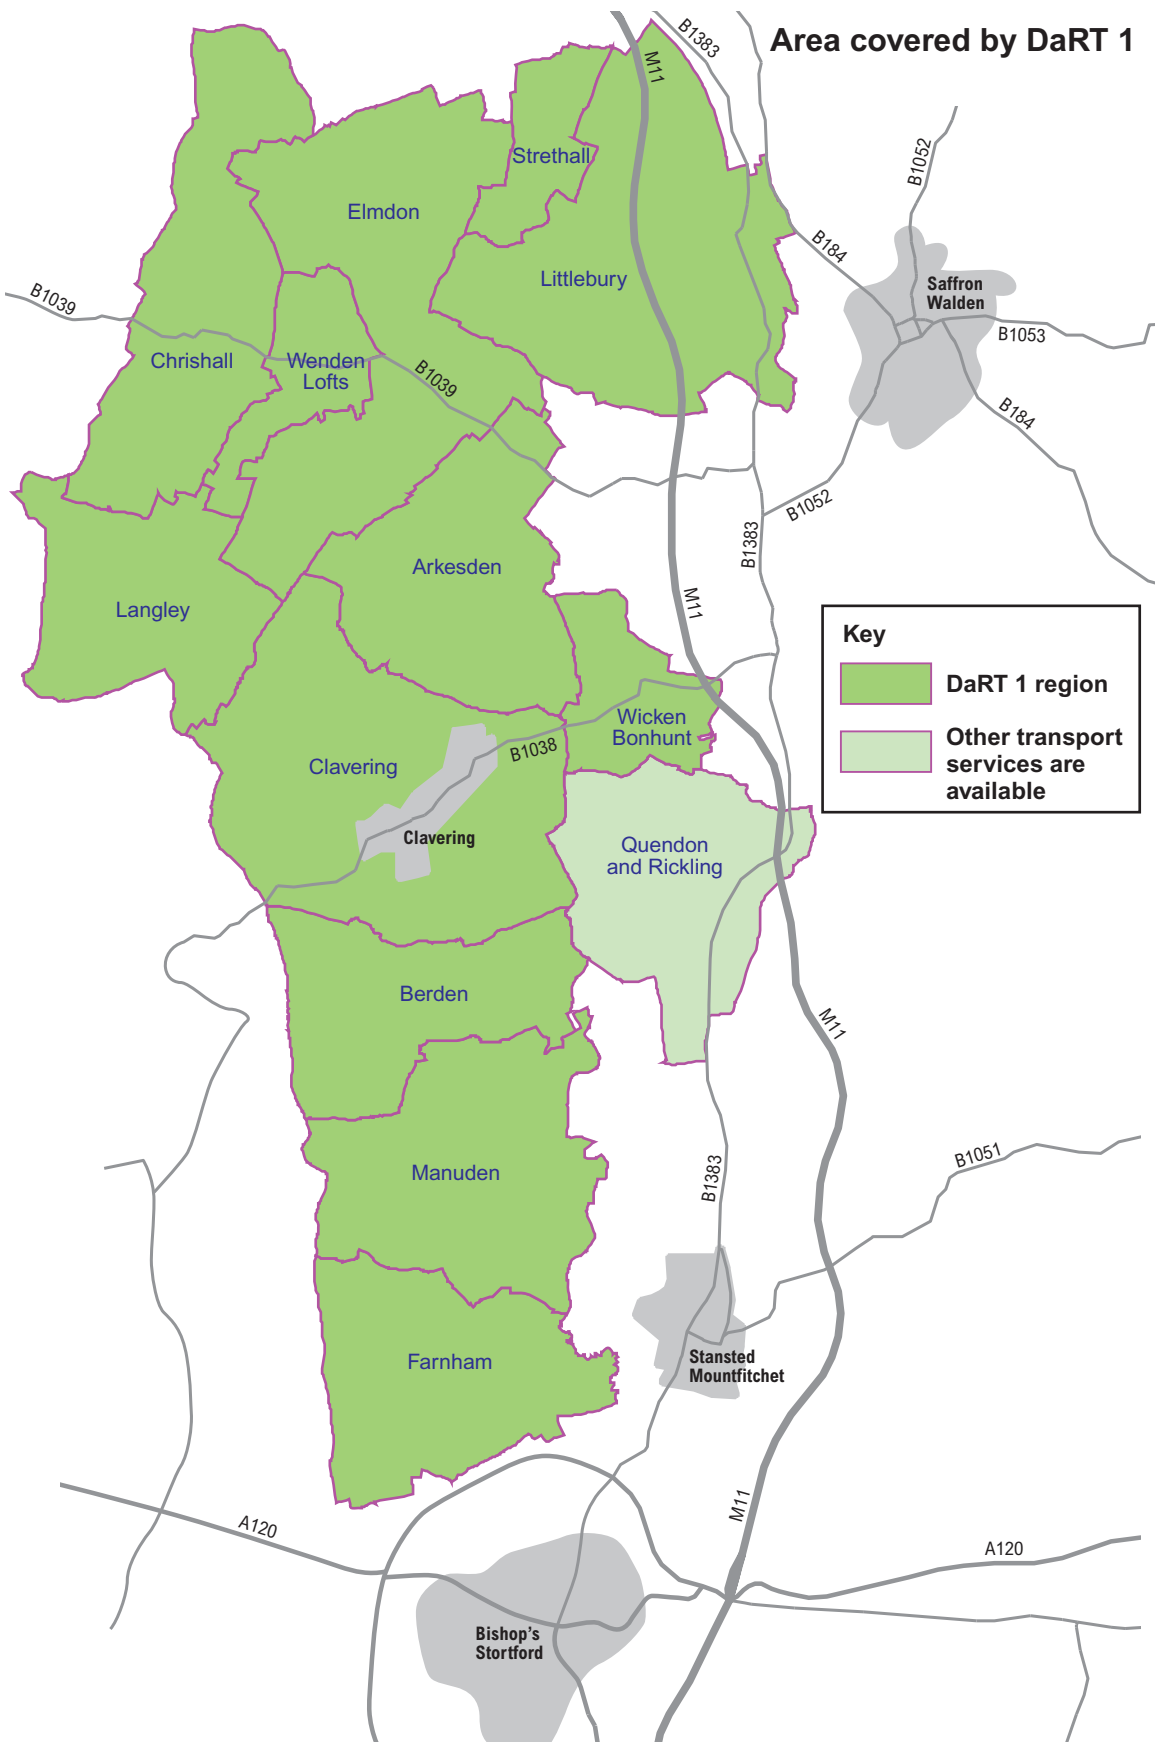 Area covered by DaRT 1
B1383
M11
B1052
Strethall
Elmdon
B184
Littlebury
Saffron
Walden
B1039
B1053
Chrishall
Wenden
Lofts
B1039
B184
B1052
B1383
Arkesden
Langley
M11
Key
DaRT 1 region
Other transport
services are
available
Wicken
Bonhunt
B1038
Clavering
Clavering
Quendon
and Rickling
Berden
M11
B1051
Manuden
B1383
Farnham
Stansted
Mountfitchet
M11
A120
A120
Bishop's
Stortford